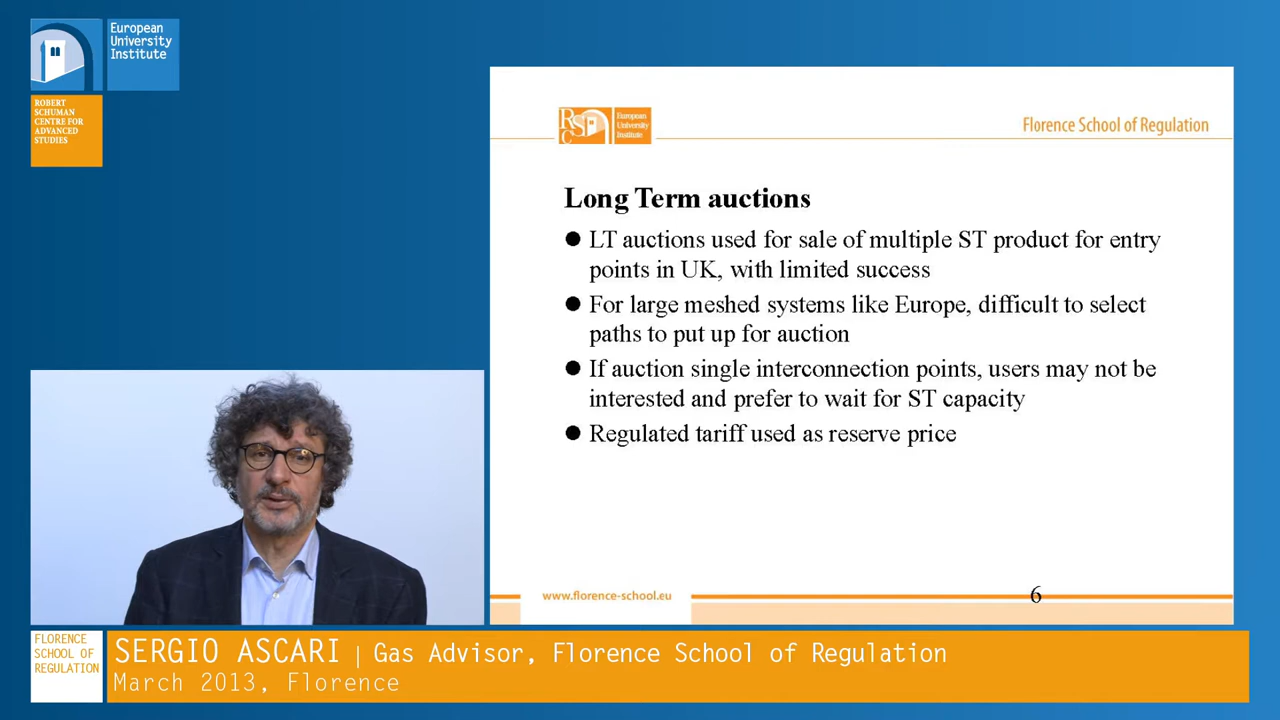 European
University
Institute
ROBERT
SCHUMAN
CENTRE FOR
ADVANCED
STUDIES
RSC
European
University
Institute
Florence School of Regulation
Long Term auctions
● LT auctions used for sale of multiple ST product for entry
points in UK, with limited success
● For large meshed systems like Europe, difficult to select
paths to put up for auction
● If auction single interconnection points, users may not be
interested and prefer to wait for ST capacity
● Regulated tariff used as reserve price
www.florence-school.eu
6
FLORENCE
SCHOOL OF
REGULATION
SERGIO ASCARI | Gas Advisor, Florence School of Regulation
March 2013, Florence